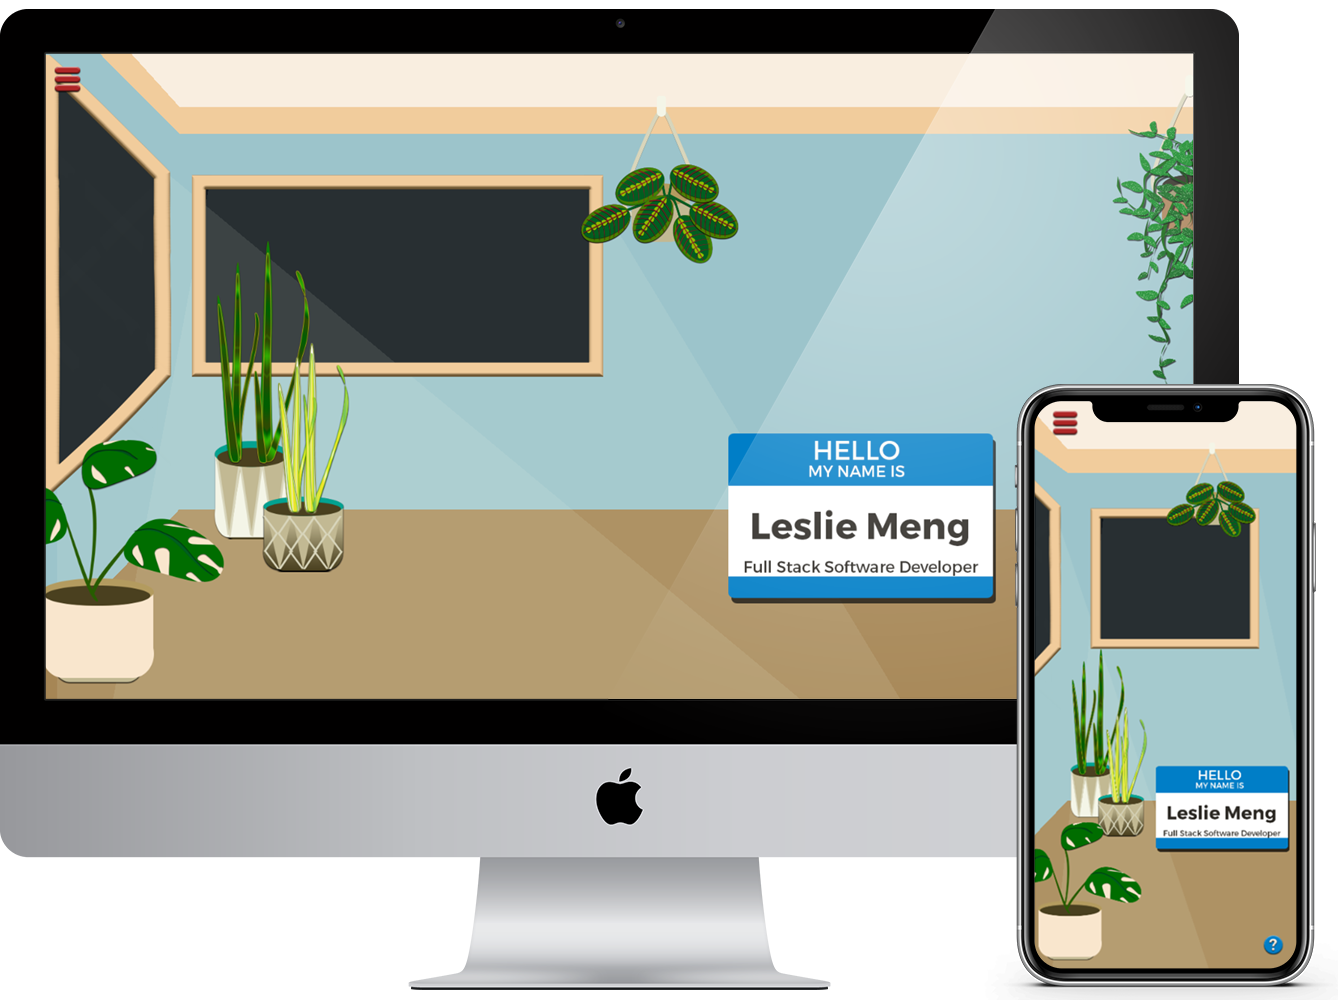 HELLO
MY NAME IS
Leslie Meng
Full Stack Software Developer
HELLO
MY NAME IS
Leslie Meng
Full Stack Software Developer
?